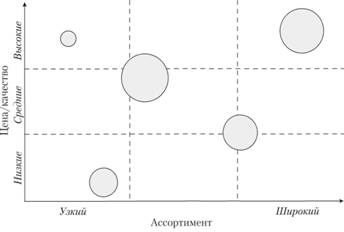 Цена/качество
Высокие
Средние
Низкие
Узкий
Широкий
Ассортимент